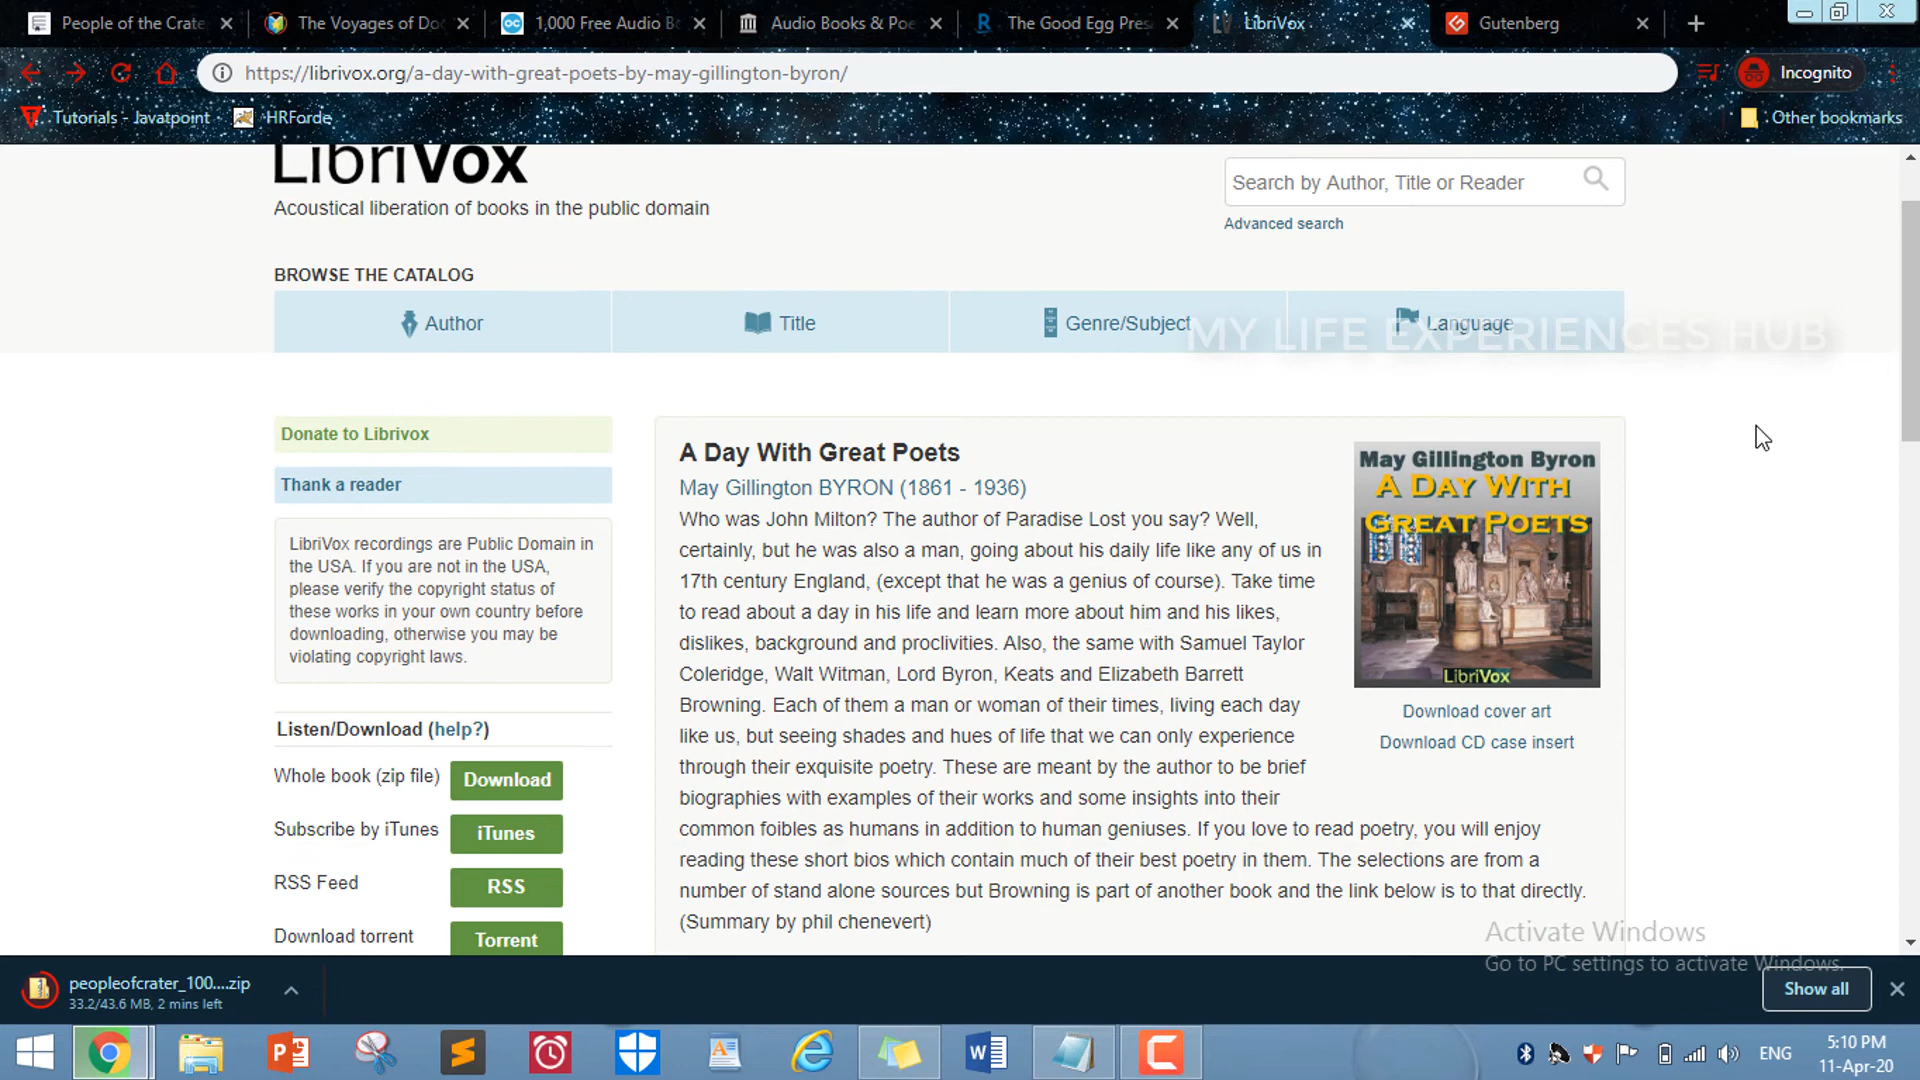 People of the Crate
The Voyages of Do
1,000 Free Audio B
Audio Books & Poe
The Good Egg Pres
LibriVox
Gutenberg
https://librivox.org/a-day-with-great-poets-by-may-gillington-byron/
Incognito
Tutorials - Javatpoint
HRForde
Other bookmarks
LibriVox
Acoustical liberation of books in the public domain
Search by Author, Title or Reader
Advanced search
BROWSE THE CATALOG
Author
Title
Genre/Subject
Language
MY LIFE EXPERIENCES HUB
Donate to Librivox
Thank a reader
LibriVox recordings are Public Domain in
the USA. If you are not in the USA,
please verify the copyright status of
these works in your own country before
downloading, otherwise you may be
violating copyright laws.
Listen/Download (help?)
Whole book (zip file)
Download
Subscribe by iTunes
iTunes
RSS Feed
RSS
Download torrent
Torrent
A Day With Great Poets
May Gillington BYRON (1861 - 1936)
Who was John Milton? The author of Paradise Lost you say? Well,
certainly, but he was also a man, going about his daily life like any of us in
17th century England, (except that he was a genius of course). Take time
to read about a day in his life and learn more about him and his likes,
dislikes, background and proclivities. Also, the same with Samuel Taylor
Coleridge, Walt Witman, Lord Byron, Keats and Elizabeth Barrett
Browning. Each of them a man or woman of their times, living each day
like us, but seeing shades and hues of life that we can only experience
through their exquisite poetry. These are meant by the author to be brief
biographies with examples of their works and some insights into their
common foibles as humans in addition to human geniuses. If you love to read poetry, you will enjoy
reading these short bios which contain much of their best poetry in them. The selections are from a
number of stand alone sources but Browning is part of another book and the link below is to that directly.
(Summary by phil chenevert)
May Gillington Byron
A DAY WITH
GREAT POETS
LibriVox
Download cover art
Download CD case insert
Activate Windows
Go to PC settings to activate Windows.
peopleofcrater_100....zip
33.2/43.6 MB, 2 mins left
Show all
ENG
5:10 PM
11-Apr-20